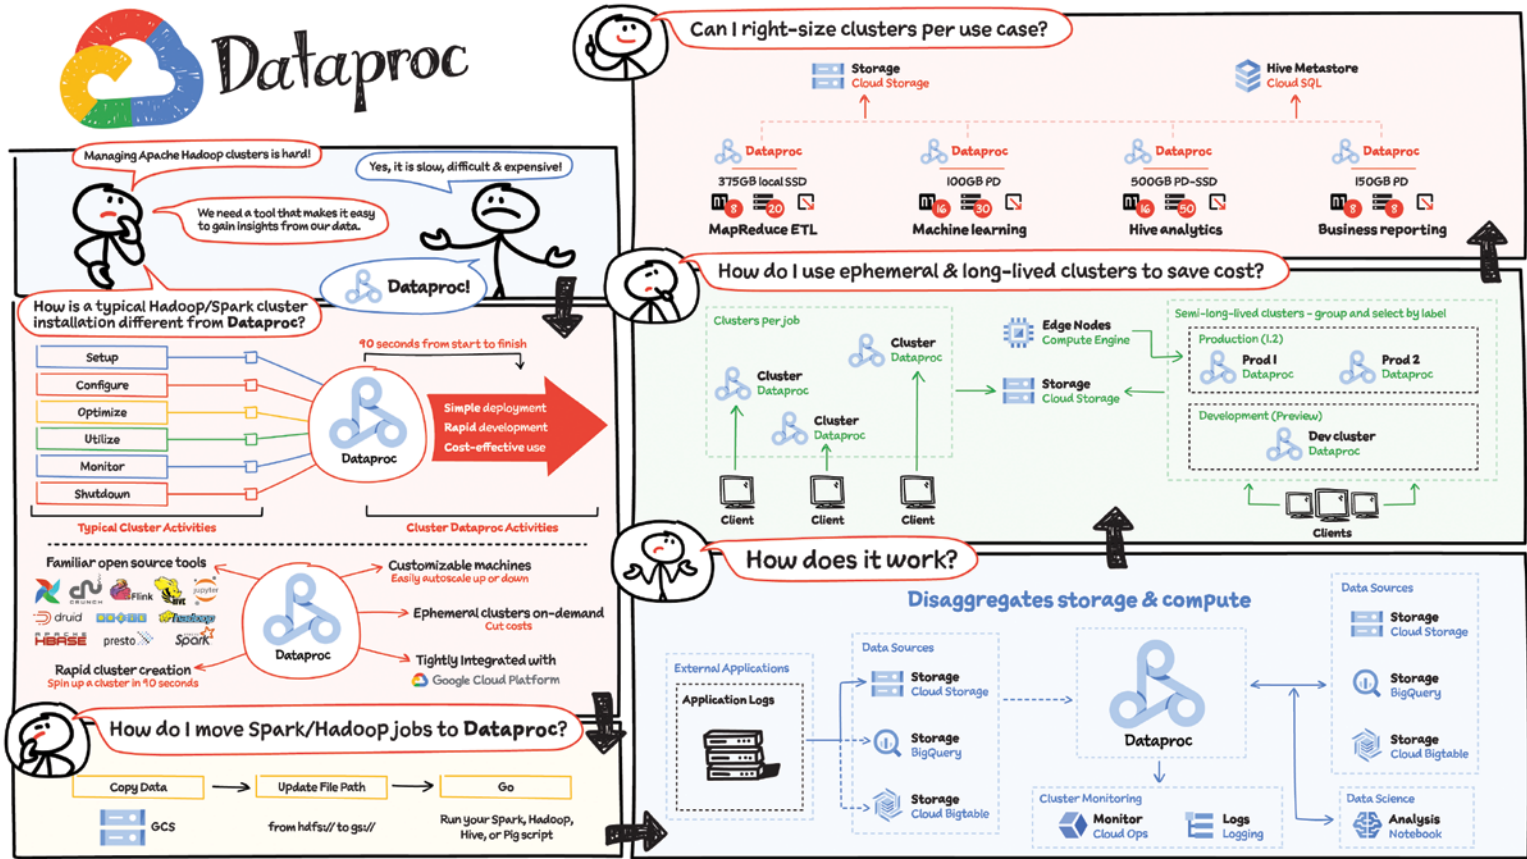 Dataproc
Managing Apache Hadoop clusters is hard!
Yes, it is slow, difficult & expensive!
We need a tool that makes it easy
to gain insights from our data.
Dataproc!
How is a typical Hadoop/Spark cluster
installation different from Dataproc?
Setup
Configure
Optimize
Utilize
Monitor
Shutdown
Typical Cluster Activities
90 seconds from start to finish
Dataproc
Simple deployment
Rapid development
Cost-effective use
Cluster Dataproc Activities
Familiar open source tools
CRUNCH
Flink
HIVE
jupyter
druid
hadoop
APACHE
HBASE
presto
Spark
Rapid cluster creation
Spin up a cluster in 90 seconds
Dataproc
Customizable machines
Easily autoscale up or down
Ephemeral clusters on-demand
Cut costs
Tightly Integrated with
Google Cloud Platform
How do I move Spark/Hadoop jobs to Dataproc?
Copy Data
GCS
Update File Path
from hdfs:// to gs://
Go
Run your Spark, Hadoop,
Hive, or Pig script
How does it work?
Disaggregates storage & compute
External Applications
Application Logs
Data Sources
Storage
Cloud Storage
Storage
BigQuery
Storage
Cloud Bigtable
Dataproc
Cluster Monitoring
Monitor
Cloud Ops
Logs
Logging
Data Sources
Storage
Cloud Storage
Storage
BigQuery
Storage
Cloud Bigtable
Data Science
Analysis
Notebook
How do I use ephemeral & long-lived clusters to save cost?
Clusters per job
Cluster
Dataproc
Cluster
Dataproc
Cluster
Dataproc
Client
Client
Client
Edge Nodes
Compute Engine
Storage
Cloud Storage
Semi-long-lived clusters - group and select by label
Production (1.2)
Prod 1
Dataproc
Prod 2
Dataproc
Development (Preview)
Dev cluster
Dataproc
Clients
Can I right-size clusters per use case?
Storage
Cloud Storage
Hive Metastore
Cloud SQL
Dataproc
375GB local SSD
m 8 20
MapReduce ETL
Dataproc
100GB PD
m 16 30
Machine learning
Dataproc
500GB PD-SSD
m 16 50
Hive analytics
Dataproc
150GB PD
m 8 8
Business reporting